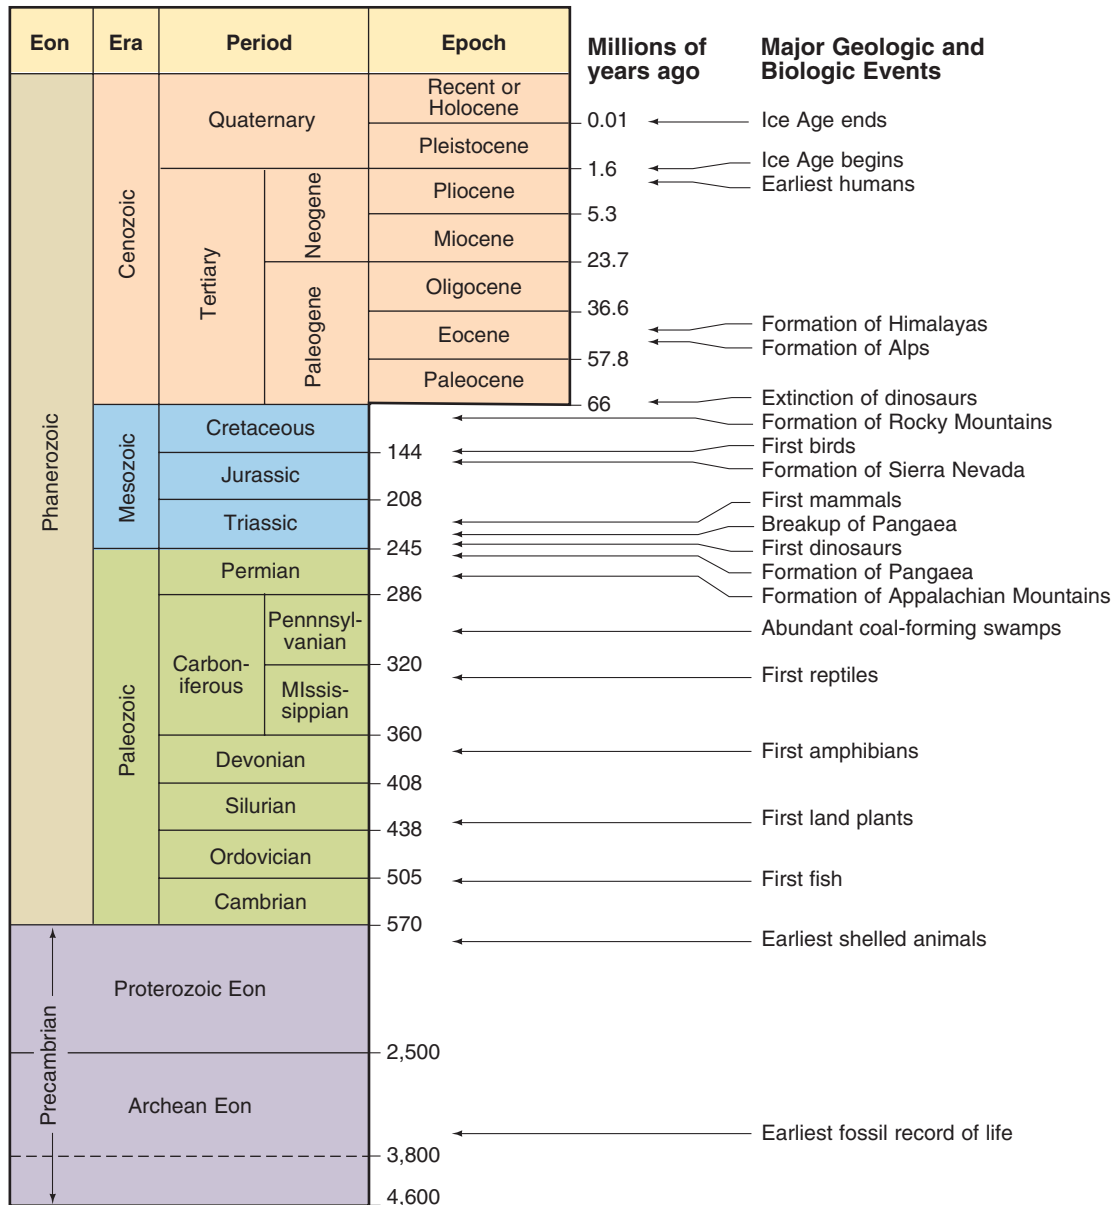 Eon
Era
Period
Epoch
Millions of
years ago
Major Geologic and
Biologic Events
Phanerozoic
Cenozoic
Quaternary
Recent or
Holocene
0.01
Ice Age ends
Pleistocene
1.6
Ice Age begins
Earliest humans
Tertiary
Neogene
Pliocene
5.3
Miocene
23.7
Paleogene
Oligocene
36.6
Eocene
Formation of Himalayas
Formation of Alps
57.8
Paleocene
66
Extinction of dinosaurs
Mesozoic
Cretaceous
Formation of Rocky Mountains
144
First birds
Jurassic
Formation of Sierra Nevada
208
Triassic
First mammals
Breakup of Pangaea
First dinosaurs
245
Paleozoic
Permian
Formation of Pangaea
Formation of Appalachian Mountains
286
Carbon-
iferous
Pennnsyl-
vanian
Abundant coal-forming swamps
320
MIssis-
sippian
First reptiles
360
Devonian
First amphibians
408
Silurian
First land plants
438
Ordovician
505
First fish
Cambrian
570
Precambrian
Earliest shelled animals
Proterozoic Eon
2,500
Archean Eon
Earliest fossil record of life
3,800
4,600